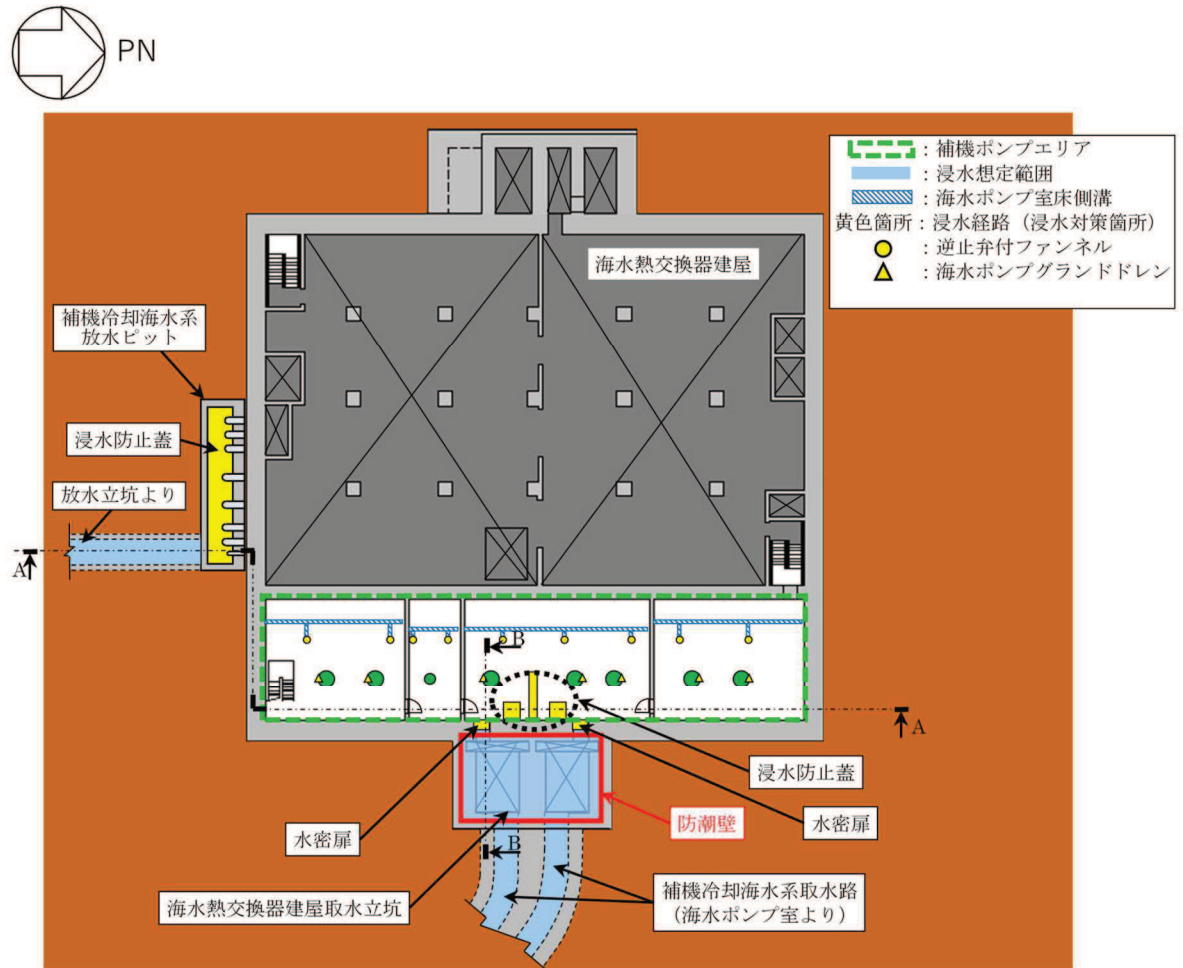 PN
:補機ポンプエリア
:浸水想定範囲
:海水ポンプ室床側溝
黄色箇所:浸水経路(浸水対策箇所)
:逆止弁付ファンネル
:海水ポンプグランドドレン
海水熱交換器建屋
補機冷却海水系
放水ピット
浸水防止蓋
放水立坑より
A
B
A
浸水防止蓋
防潮壁
水密扉
水密扉
B
海水熱交換器建屋取水立坑
補機冷却海水系取水路
(海水ポンプ室より)